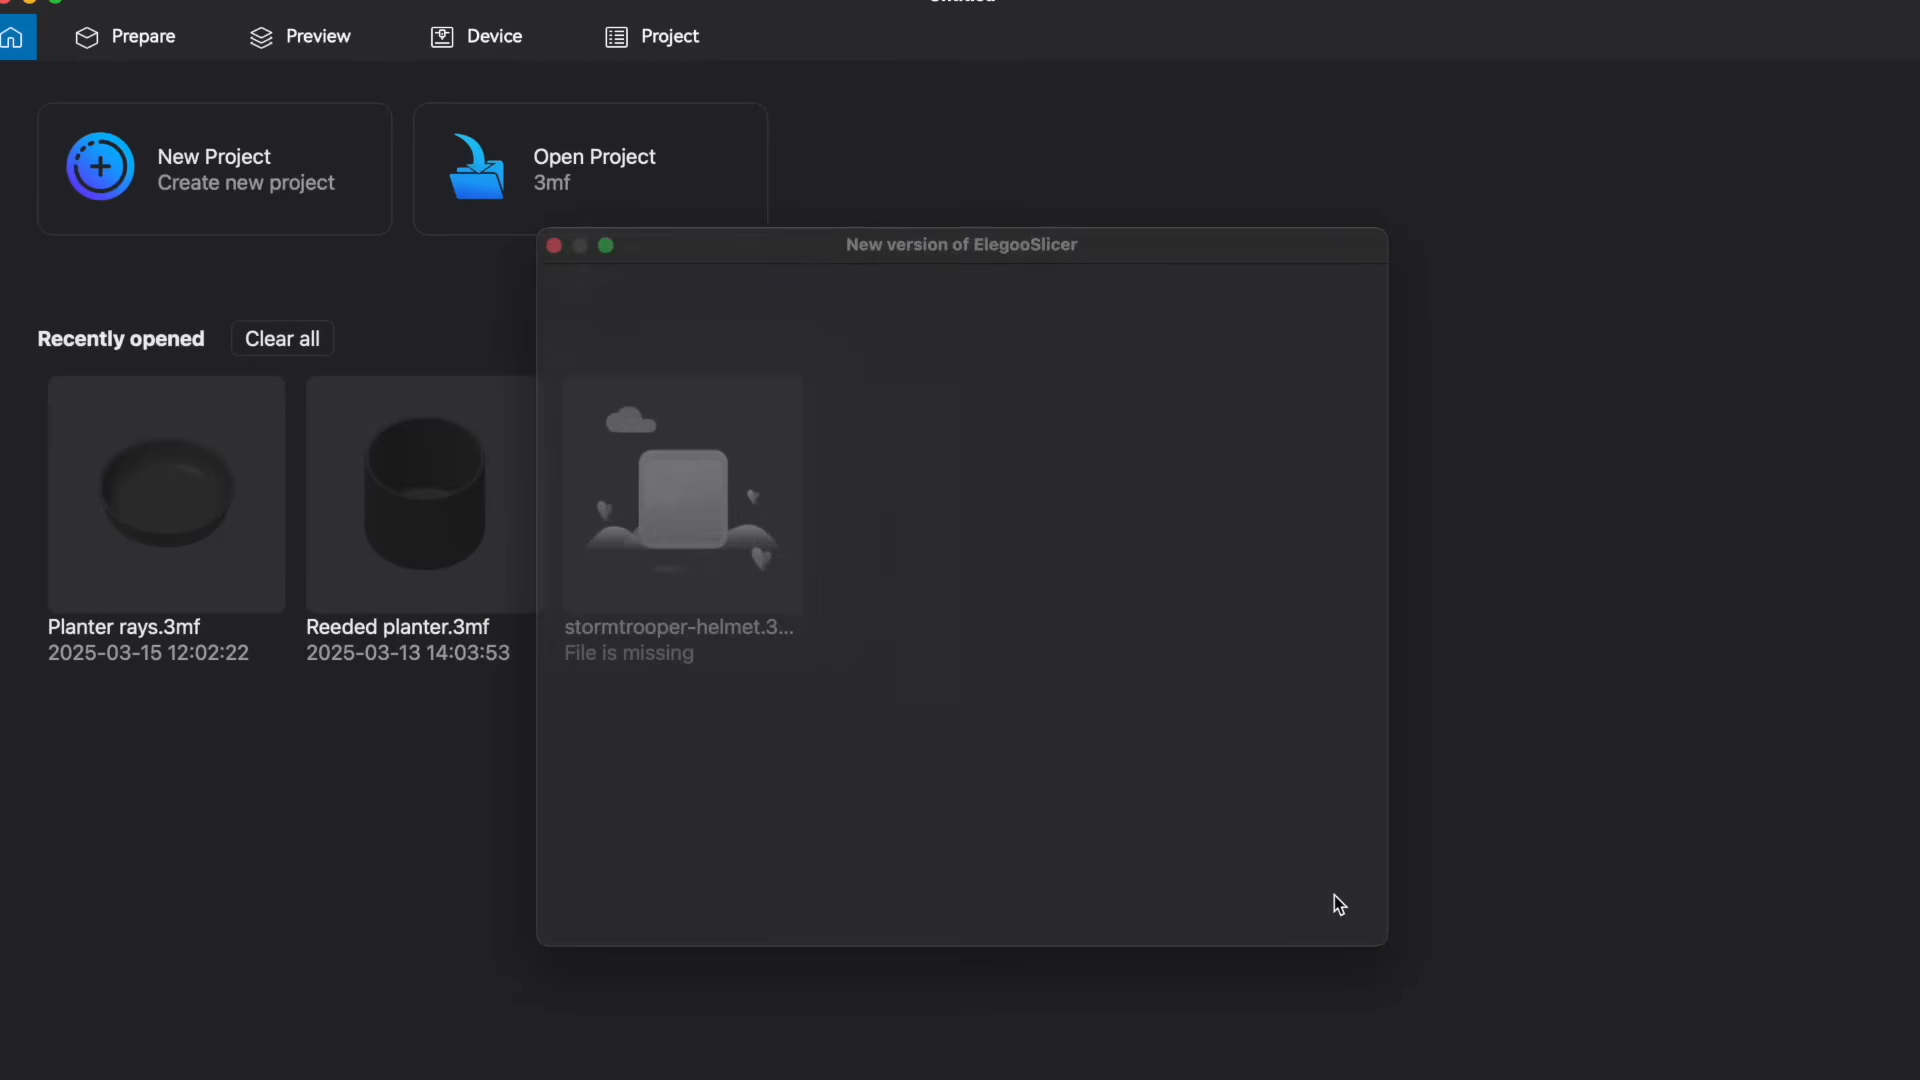 Prepare
Preview
Device
Project
New Project
Create new project
Open Project
3mf
New version of ElegooSlicer
Recently opened
Clear all
Planter rays.3mf
2025-03-15 12:02:22
Reeded planter.3mf
2025-03-13 14:03:53
stormtrooper-helmet.3...
File is missing